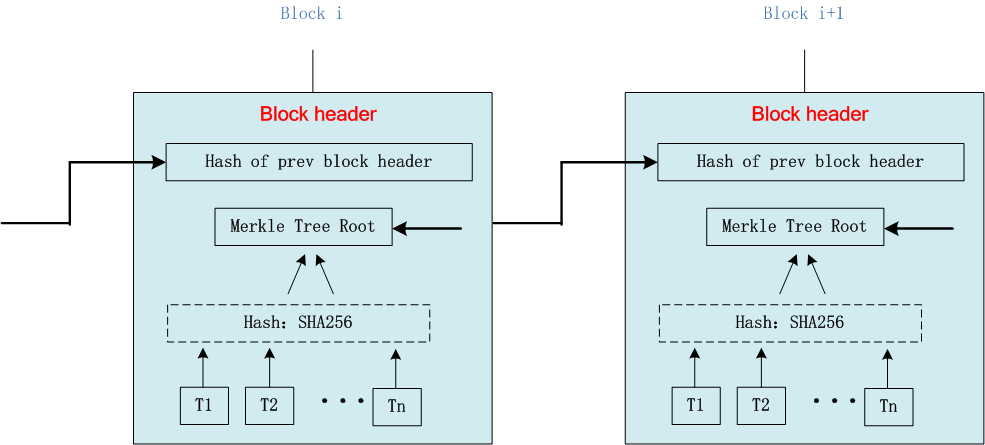 Block i
Block i+1
Block header
Block header
Hash of prev block header
Hash of prev block header
Merkle Tree Root
Merkle Tree Root
Hash: SHA256
Hash: SHA256
T1 T2 ··· Tn
T1 T2 ··· Tn